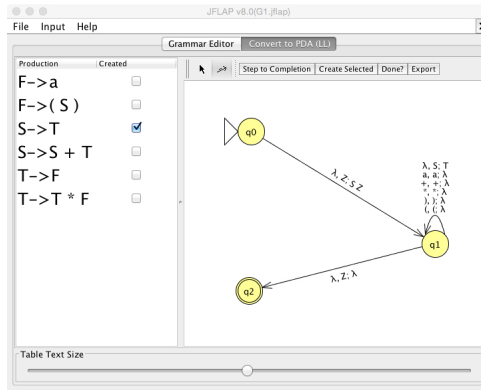 JFLAP v8.0(G1.jflap)
File Input Help
Grammar Editor Convert to PDA (LL)
Production Created
Step to Completion Create Selected Done? Export
F->a
F->( S )
S->T
S->S + T
T->F
T->T * F
q0
λ, Z; S Z
λ, S; T
a, a; λ
+, +; λ
*, *; λ
), ); λ
(, (; λ
q1
λ, Z; λ
q2
Table Text Size